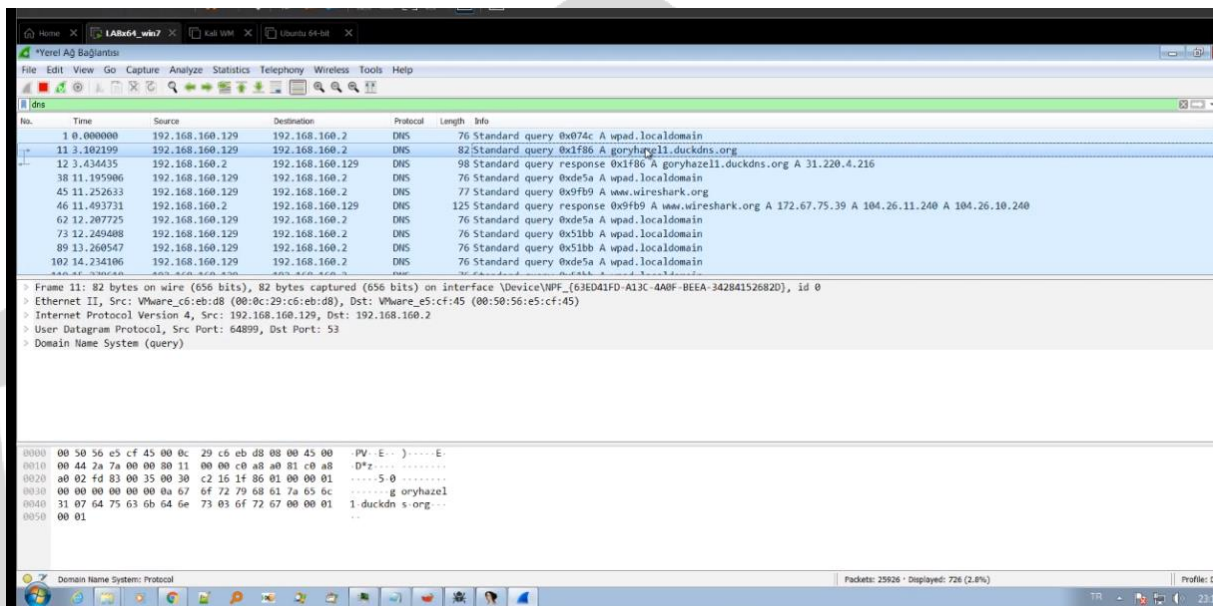 Home LABx64_win7 Kali WM Ubuntu 64-bit
*Yerel Ağ Bağlantısı
File Edit View Go Capture Analyze Statistics Telephony Wireless Tools Help
dns
No. Time Source Destination Protocol Length Info
1 0.000000 192.168.160.129 192.168.160.2 DNS 76 Standard query 0x074c A wpad.localdomain
11 3.102199 192.168.160.129 192.168.160.2 DNS 82 Standard query 0x1f86 A goryhazel1.duckdns.org
12 3.434435 192.168.160.2 192.168.160.129 DNS 98 Standard query response 0x1f86 A goryhazel1.duckdns.org A 31.220.4.216
38 11.195906 192.168.160.129 192.168.160.2 DNS 76 Standard query 0xde5a A wpad.localdomain
45 11.252633 192.168.160.129 192.168.160.2 DNS 77 Standard query 0x9fb9 A www.wireshark.org
46 11.493731 192.168.160.2 192.168.160.129 DNS 125 Standard query response 0x9fb9 A www.wireshark.org A 172.67.75.39 A 104.26.11.240 A 104.26.10.240
62 12.207725 192.168.160.129 192.168.160.2 DNS 76 Standard query 0xde5a A wpad.localdomain
73 12.249408 192.168.160.129 192.168.160.2 DNS 76 Standard query 0x51bb A wpad.localdomain
89 13.260547 192.168.160.129 192.168.160.2 DNS 76 Standard query 0x51bb A wpad.localdomain
102 14.234106 192.168.160.129 192.168.160.2 DNS 76 Standard query 0xde5a A wpad.localdomain
> Frame 11: 82 bytes on wire (656 bits), 82 bytes captured (656 bits) on interface \Device\NPF_{63ED41FD-A13C-4A0F-BEEA-34284152682D}, id 0
> Ethernet II, Src: VMware_c6:eb:d8 (00:0c:29:c6:eb:d8), Dst: VMware_e5:cf:45 (00:50:56:e5:cf:45)
> Internet Protocol Version 4, Src: 192.168.160.129, Dst: 192.168.160.2
> User Datagram Protocol, Src Port: 64899, Dst Port: 53
> Domain Name System (query)
0000 00 50 56 e5 cf 45 00 0c 29 c6 eb d8 08 00 45 00 ·PV··E·· )·····E·
0010 00 44 2a 7a 00 00 80 11 00 00 c0 a8 a0 81 c0 a8 ·D*z···· ········
0020 a0 02 fd 83 00 35 00 30 c2 16 1f 86 01 00 00 01 ·····5·0 ········
0030 00 00 00 00 00 00 0a 67 6f 72 79 68 61 7a 65 6c ·······g oryhazel
0040 31 07 64 75 63 6b 64 6e 73 03 6f 72 67 00 00 01 1·duckdn s·org···
0050 00 01 ··
Domain Name System: Protocol Packets: 25926 · Displayed: 726 (2.8%) Profile:
TR